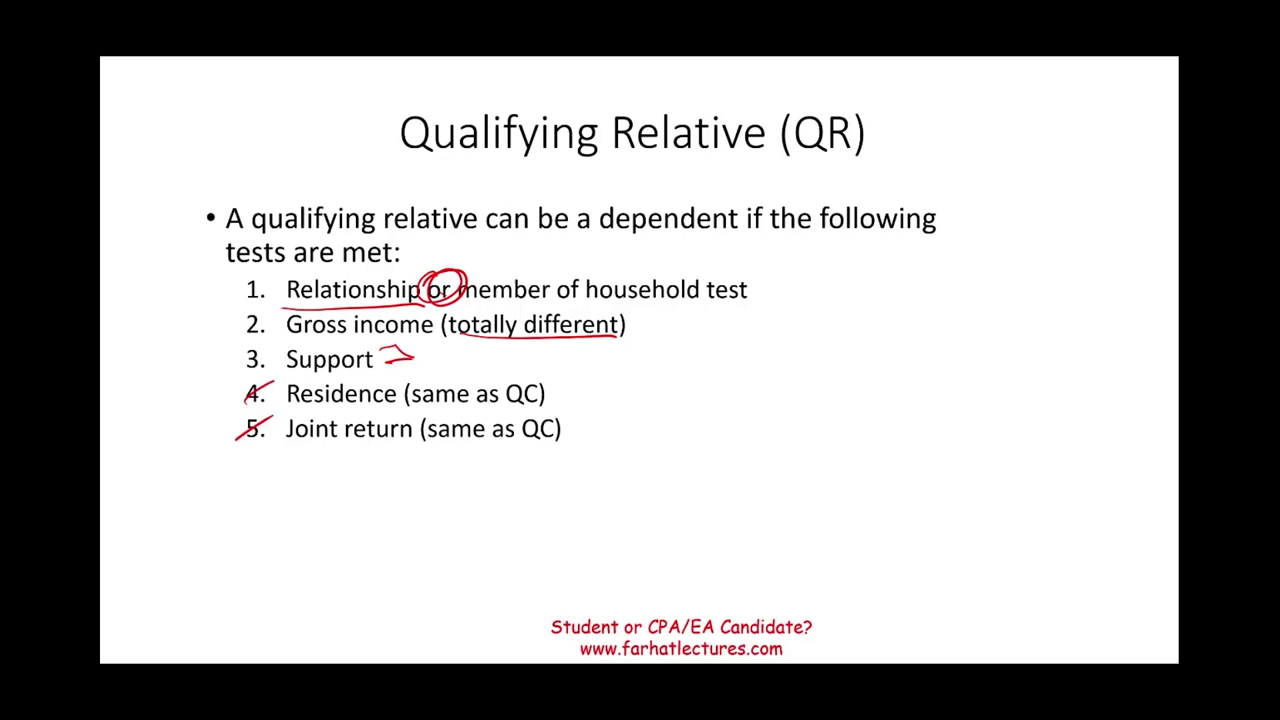 Qualifying Relative (QR)
• A qualifying relative can be a dependent if the following
tests are met:
1. Relationship or member of household test
2. Gross income (totally different)
3. Support
4. Residence (same as QC)
5. Joint return (same as QC)
Student or CPA/EA Candidate?
www.farhatlectures.com